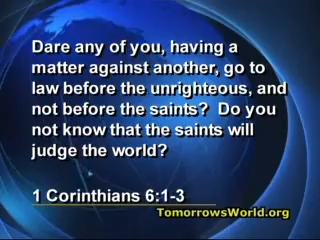 Dare any of you, having a
matter against another, go to
law before the unrighteous, and
not before the saints? Do you
not know that the saints will
judge the world?
1 Corinthians 6:1-3
TomorrowsWorld.org